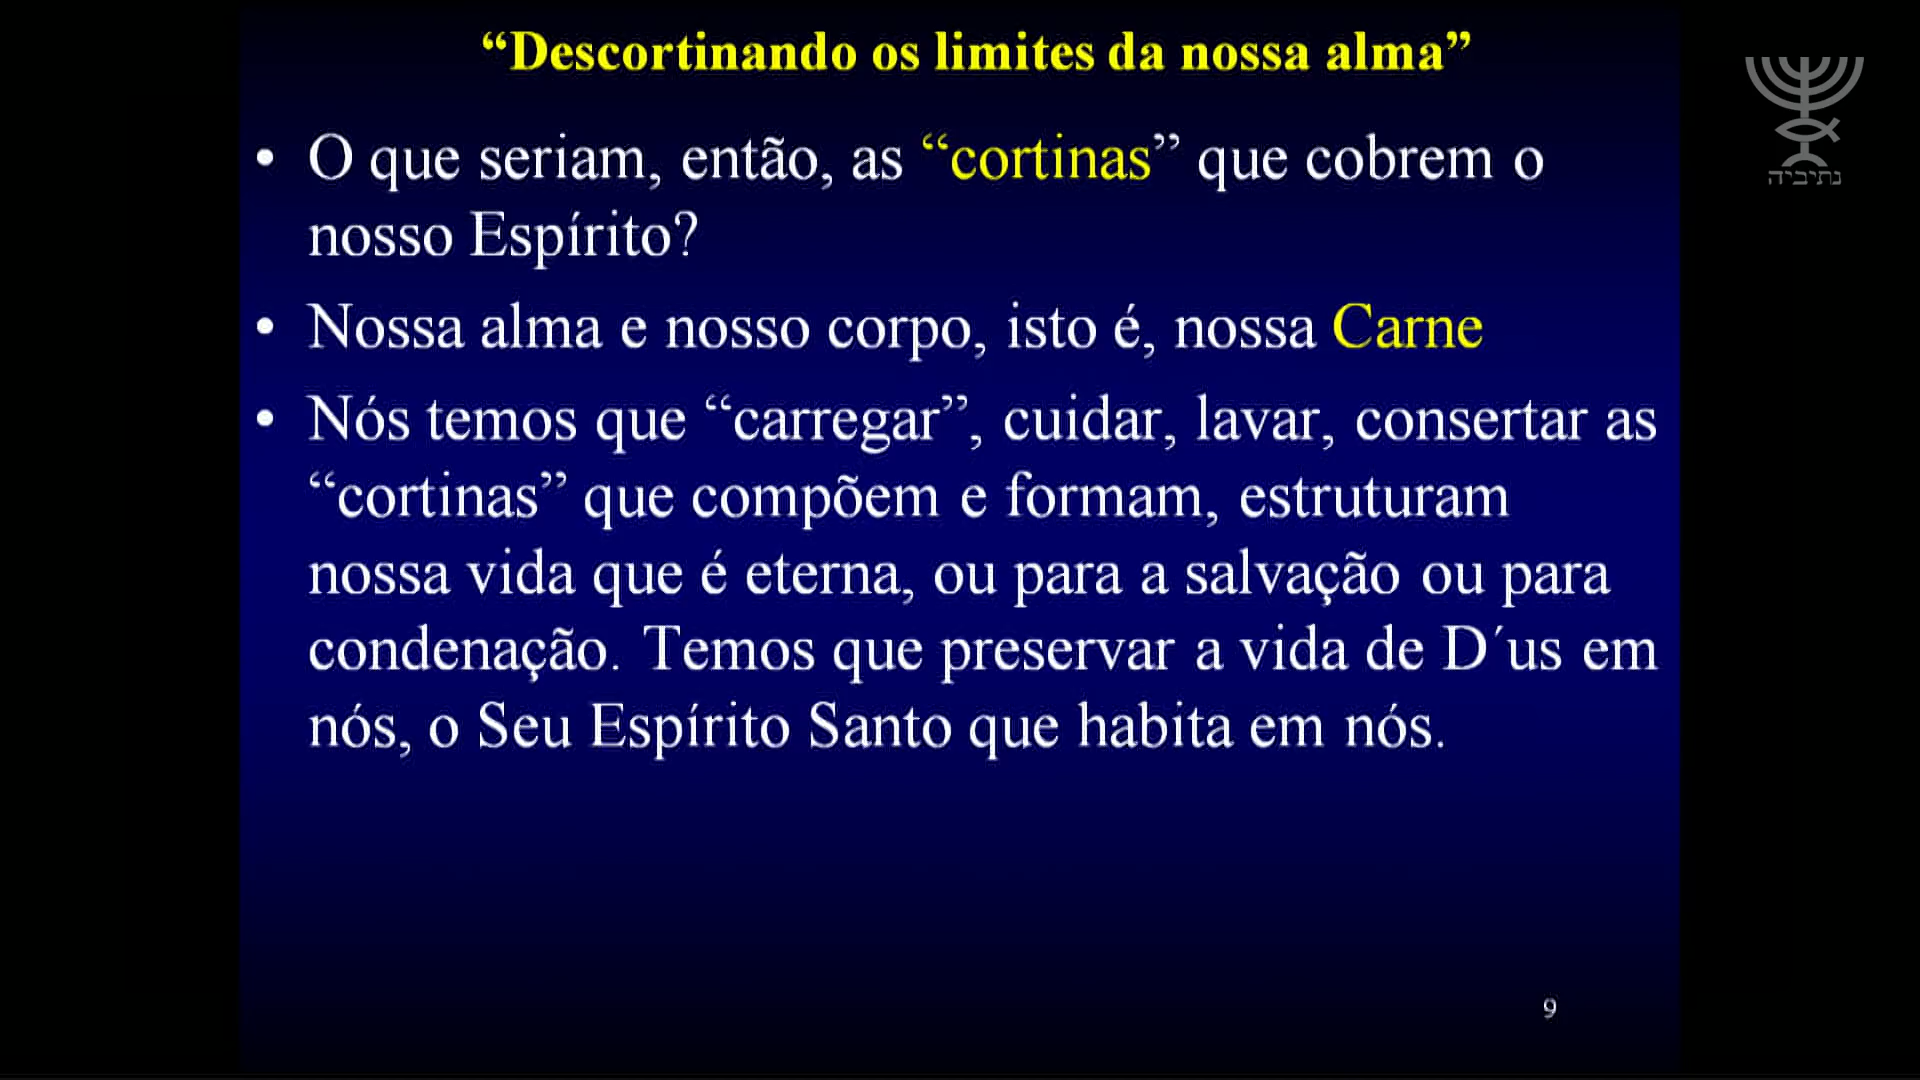 “Descortinando os limites da nossa alma”
• O que seriam, então, as “cortinas” que cobrem o
nosso Espírito?
• Nossa alma e nosso corpo, isto é, nossa Carne
• Nós temos que “carregar”, cuidar, lavar, consertar as
“cortinas” que compõem e formam, estruturam
nossa vida que é eterna, ou para a salvação ou para
condenação. Temos que preservar a vida de D´us em
nós, o Seu Espírito Santo que habita em nós.
נתיביה
9